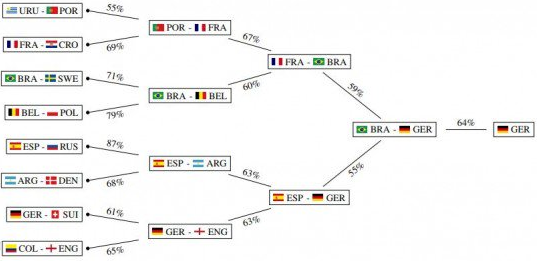 URU - POR
55%
FRA - CRO
69%
POR - FRA
67%
BRA - SWE
71%
BEL - POL
79%
BRA - BEL
60%
FRA - BRA
59%
ESP - RUS
87%
ARG - DEN
68%
ESP - ARG
63%
GER - SUI
61%
COL - ENG
65%
GER - ENG
63%
ESP - GER
55%
BRA - GER
64%
GER